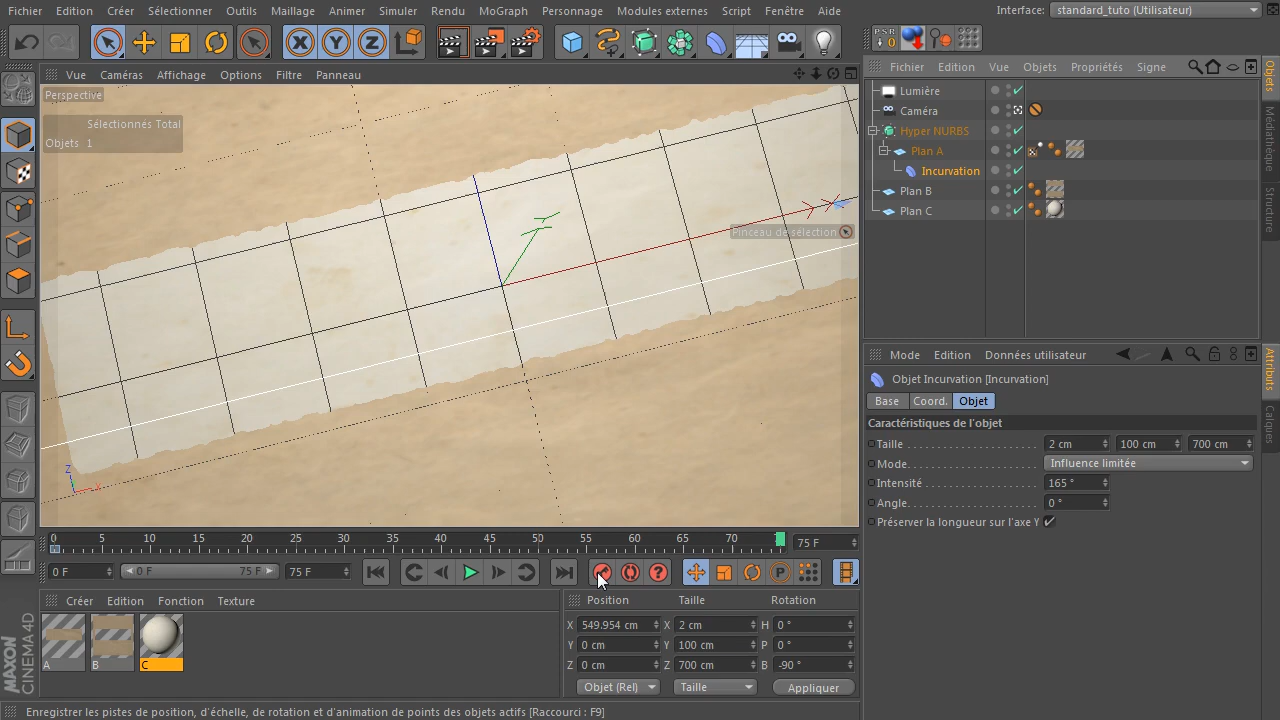 Fichier Edition Créer Sélectionner Outils Maillage Animer Simuler Rendu MoGraph Personnage Modules externes Script Fenêtre Aide Interface: standard_tuto (Utilisateur)
PSR
0
Vue Caméras Affichage Options Filtre Panneau
Fichier Edition Vue Objets Propriétés Signe
Perspective
Sélectionnés Total
Objets 1
Lumière
Caméra
Hyper NURBS
Plan A
Incurvation
Plan B
Plan C
Objets
Médiathèque
Structure
Pinceau de sélection
Z
X
Mode Edition Données utilisateur
Objet Incurvation [Incurvation]
Base Coord. Objet
Caractéristiques de l'objet
Taille 2 cm 100 cm 700 cm
Mode Influence limitée
Intensité 165 °
Angle 0 °
Préserver la longueur sur l'axe Y
Attributs
Calques
0 5 10 15 20 25 30 35 40 45 50 55 60 65 70 75 F
0 F 0 F 75 F 75 F
Créer Edition Fonction Texture
A B C
Position Taille Rotation
X 549.954 cm X 2 cm H 0 °
Y 0 cm Y 100 cm P 0 °
Z 0 cm Z 700 cm B -90 °
Objet (Rel) Taille Appliquer
MAXON
CINEMA 4D
Enregistrer les pistes de position, d'échelle, de rotation et d'animation de points des objets actifs [Raccourci : F9]